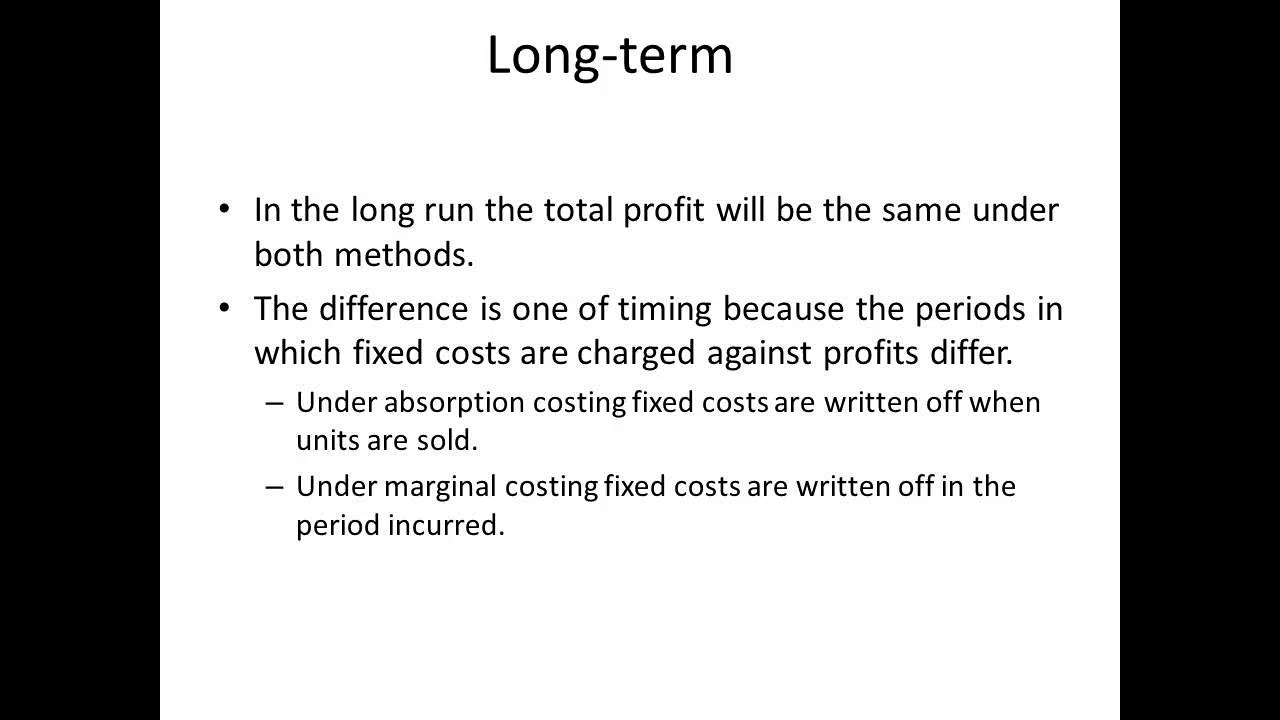 Long-term
• In the long run the total profit will be the same under
both methods.
• The difference is one of timing because the periods in
which fixed costs are charged against profits differ.
– Under absorption costing fixed costs are written off when
units are sold.
– Under marginal costing fixed costs are written off in the
period incurred.